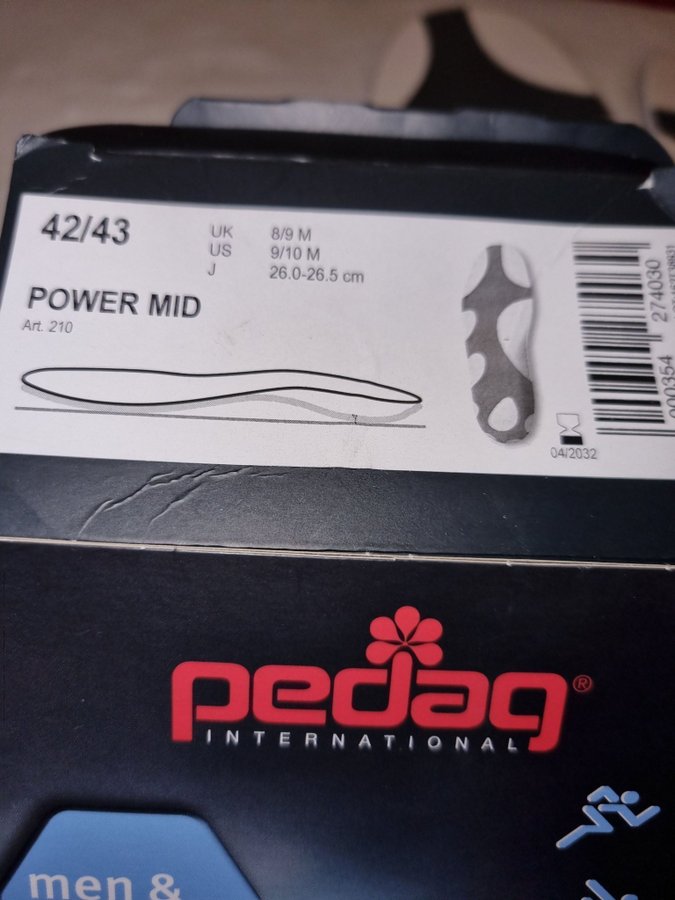 42/43
UK 8/9 M
US 9/10 M
J 26.0-26.5 cm
POWER MID
Art. 210
274030
000354
04/2032
pedag®
INTERNATIONAL
men &